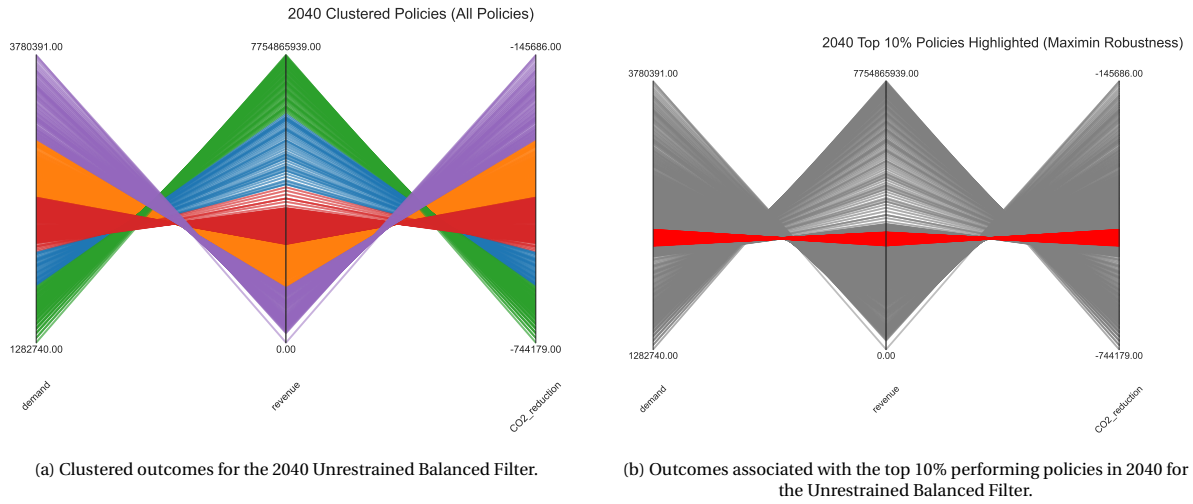 2040 Clustered Policies (All Policies)
3780391.00
7754865939.00
-145686.00
1282740.00
0.00
-744179.00
demand
revenue
CO2_reduction
(a) Clustered outcomes for the 2040 Unrestrained Balanced Filter.
2040 Top 10% Policies Highlighted (Maximin Robustness)
3780391.00
7754865939.00
-145686.00
1282740.00
0.00
-744179.00
demand
revenue
CO2_reduction
(b) Outcomes associated with the top 10% performing policies in 2040 for
the Unrestrained Balanced Filter.